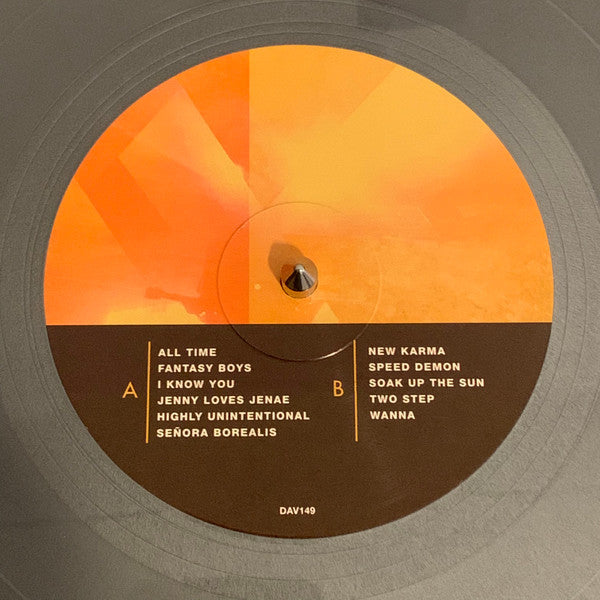 A
ALL TIME
FANTASY BOYS
I KNOW YOU
JENNY LOVES JENAE
HIGHLY UNINTENTIONAL
SEÑORA BOREALIS
B
NEW KARMA
SPEED DEMON
SOAK UP THE SUN
TWO STEP
WANNA
DAV149